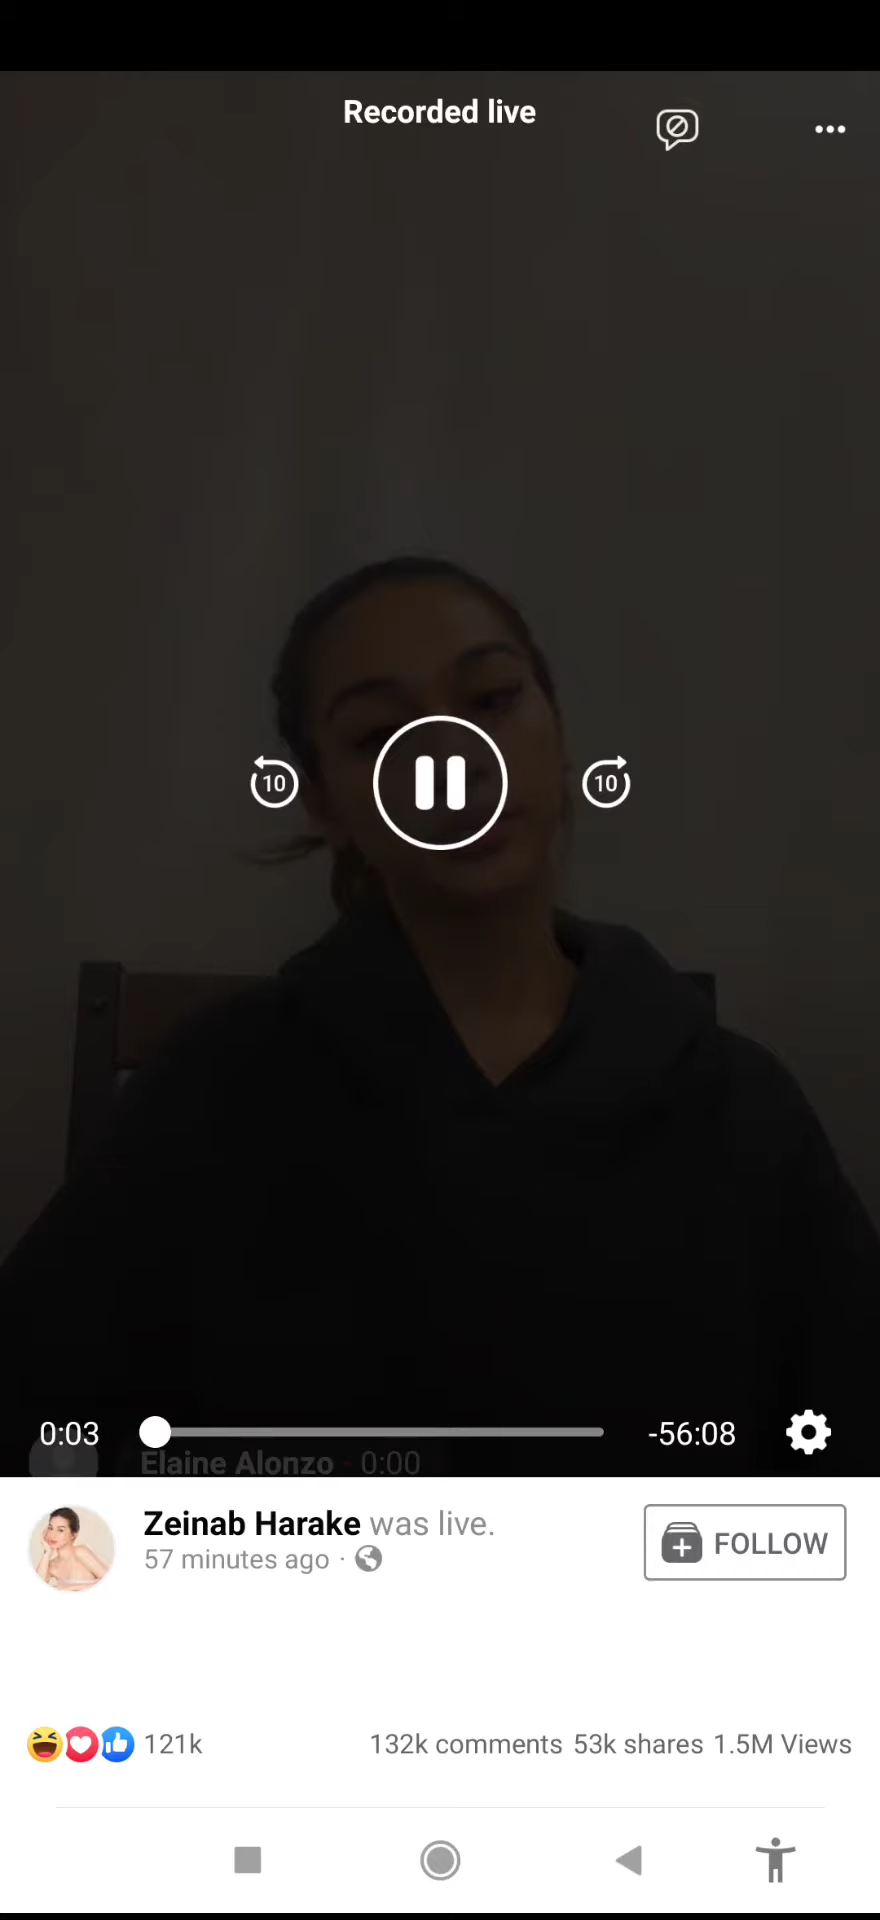 Recorded live
10
10
0:03
-56:08
Elaine Alonzo - 0:00
Zeinab Harake was live.
57 minutes ago ·
FOLLOW
121k
132k comments 53k shares 1.5M Views